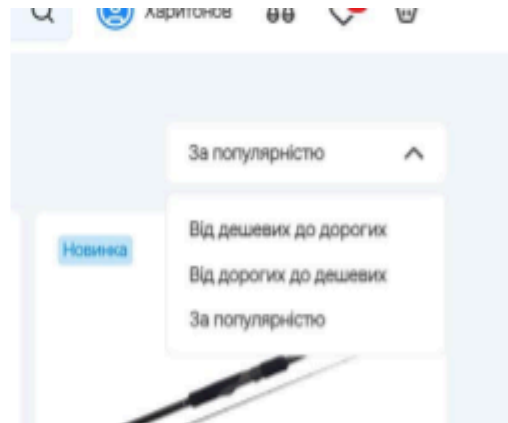 Харитонов
За популярністю
Від дешевих до дорогих
Новинка
Від дорогих до дешевих
За популярністю